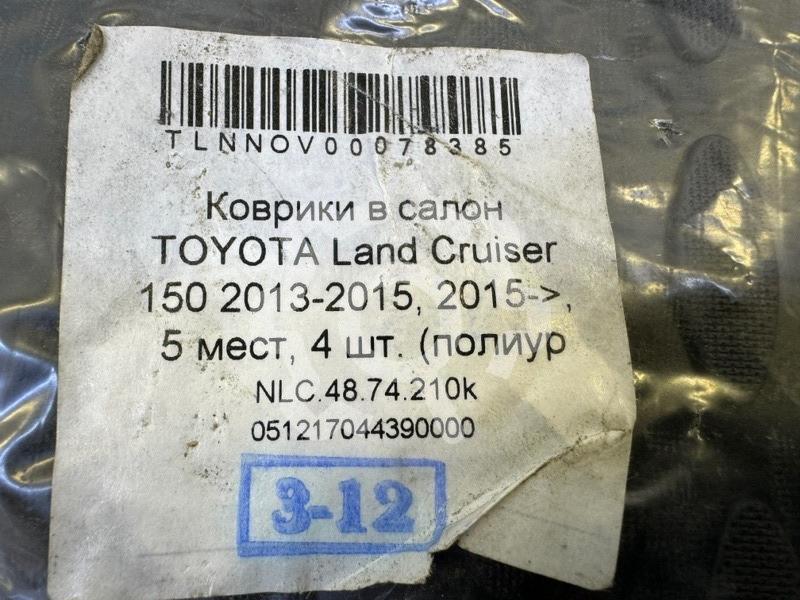 TLNNOV00078385
Коврики в салон
TOYOTA Land Cruiser
150 2013-2015, 2015->,
5 мест, 4 шт. (полиур
NLC.48.74.210k
051217044390000
3-12